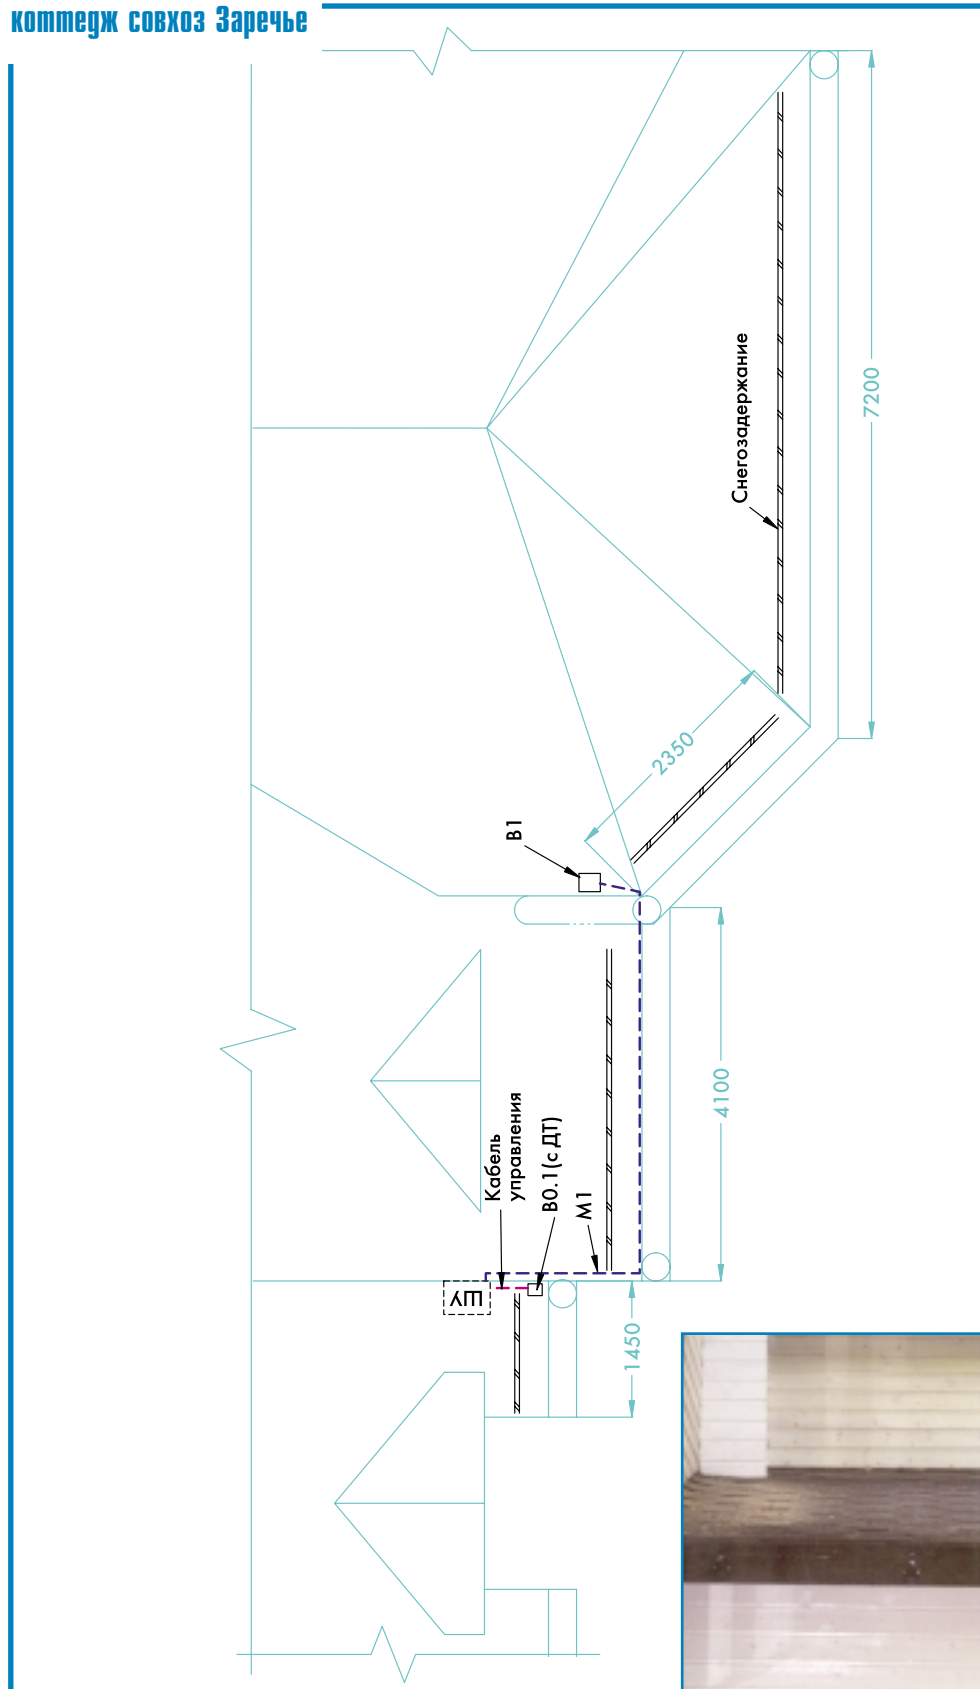 коттедж совхоз Заречье
Снегозадержание
7200
2350
В1
4100
Кабель
управления
В0.1(с ДТ)
М1
ШУ
1450